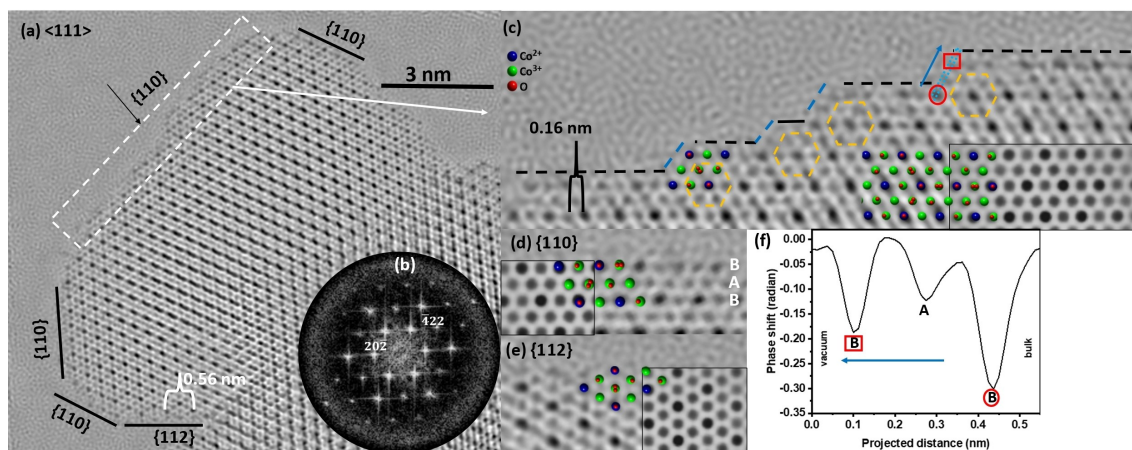 (a) <111>
{110}
{110}
3 nm
{110}
{110}
0.56 nm
{112}
(b)
4̄22
202
(c)
Co²⁺
Co³⁺
O
0.16 nm
(d) {110}
B
A
B
(e) {112}
(f)
Phase shift (radian)
0.00
-0.05
-0.10
-0.15
-0.20
-0.25
-0.30
-0.35
vacuum
B
A
B
bulk
0.0 0.1 0.2 0.3 0.4 0.5
Projected distance (nm)